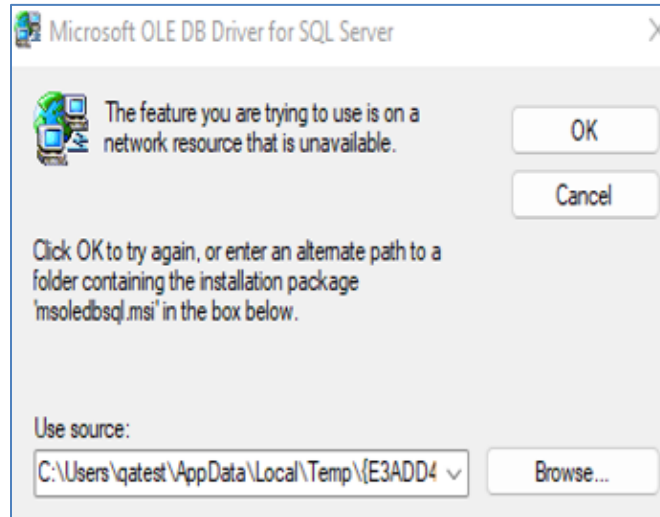 Microsoft OLE DB Driver for SQL Server
The feature you are trying to use is on a
network resource that is unavailable.
OK
Cancel
Click OK to try again, or enter an alternate path to a
folder containing the installation package
'msoledbsql.msi' in the box below.
Use source:
C:\Users\qatest\AppData\Local\Temp\{E3ADD4
Browse...